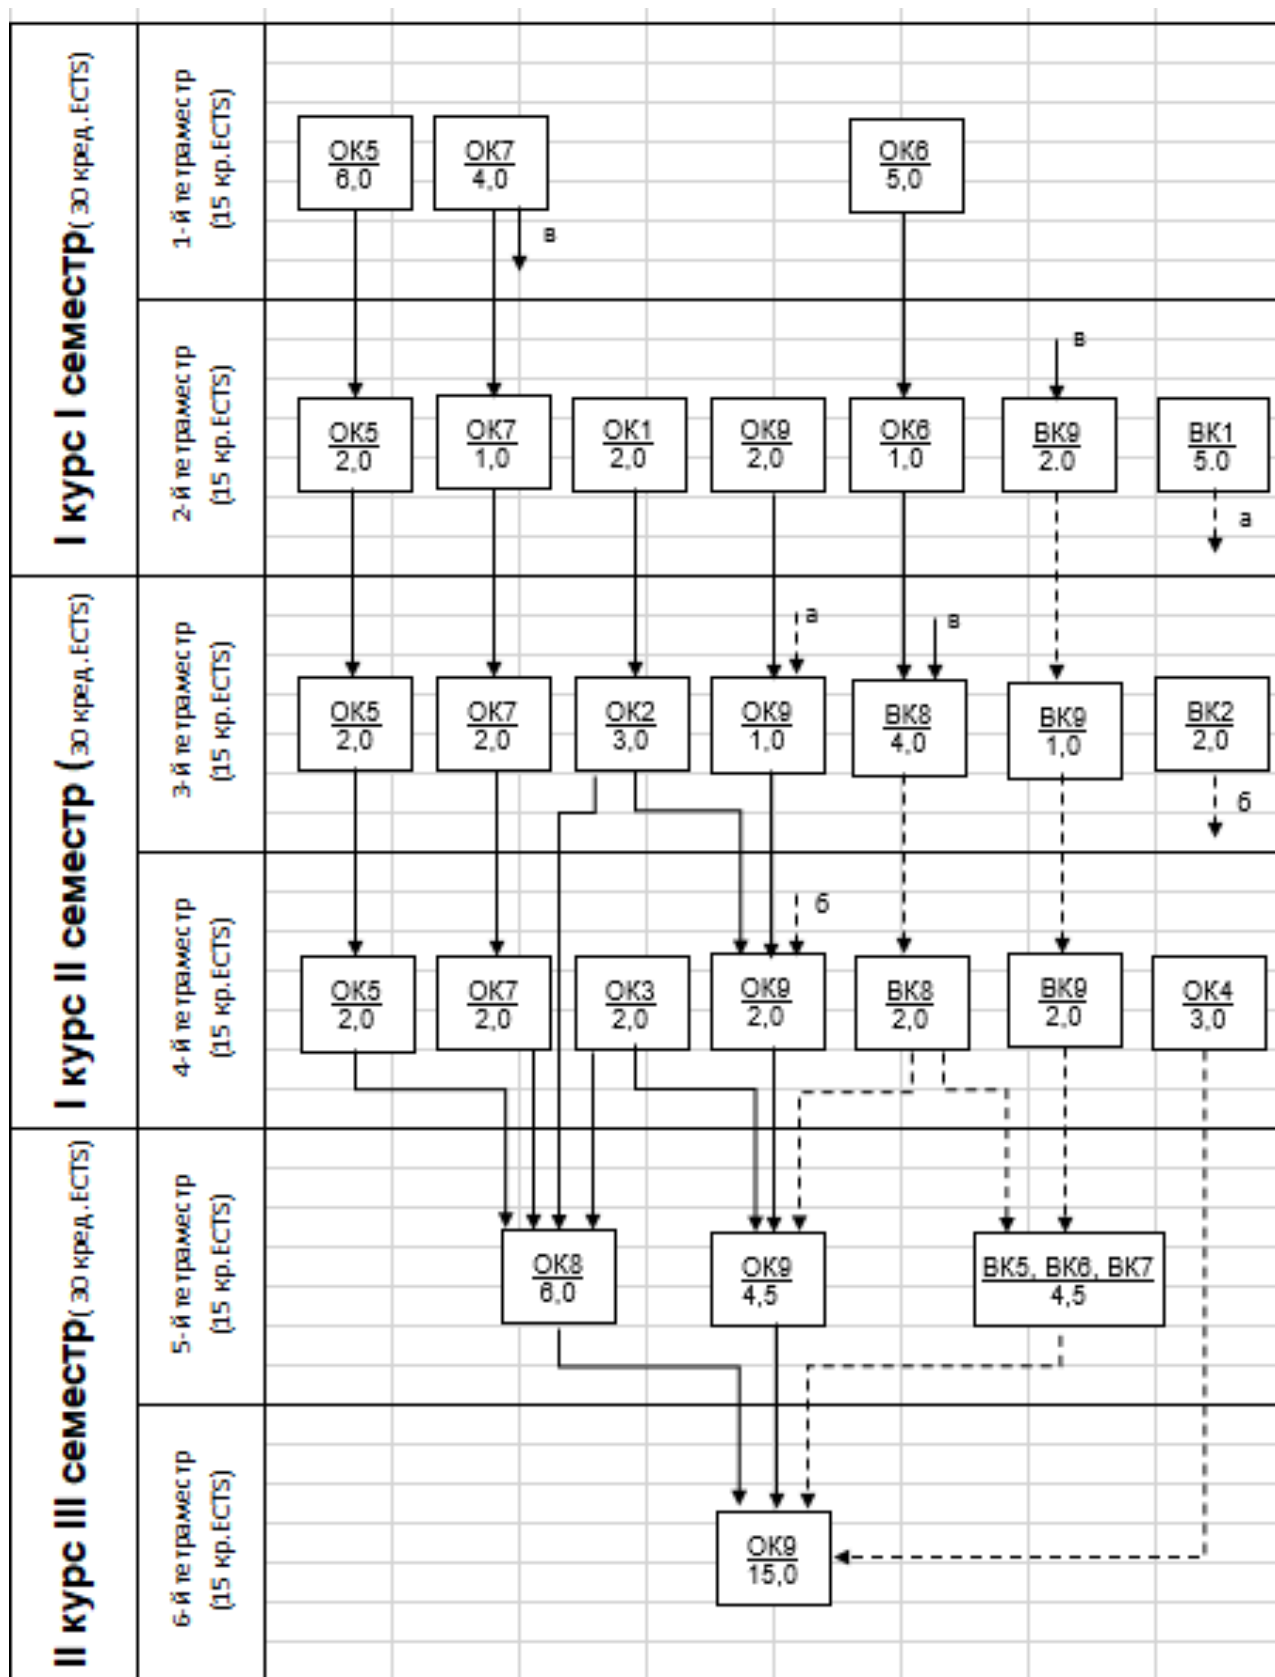 I курс I семестр( 30 кред.ECTS)
1-й тетраместр
(15 кр.ECTS)
ОК5
6,0
ОК7
4,0
ОК6
5,0
в
2-й тетраместр
(15 кр.ECTS)
в
ОК5
2,0
ОК7
1,0
ОК1
2,0
ОК9
2,0
ОК6
1,0
ВК9
2.0
ВК1
5.0
а
I курс II семестр (30 кред.ECTS)
3-й тетраместр
(15 кр.ECTS)
а
в
ОК5
2,0
ОК7
2,0
ОК2
3,0
ОК9
1,0
ВК8
4,0
ВК9
1,0
ВК2
2,0
б
4-й тетраместр
(15 кр.ECTS)
б
ОК5
2,0
ОК7
2,0
ОК3
2,0
ОК9
2,0
ВК8
2,0
ВК9
2,0
ОК4
3,0
II курс III семестр( 30 кред.ECTS)
5-й тетраместр
(15 кр.ECTS)
ОК8
6,0
ОК9
4,5
ВК5, ВК6, ВК7
4,5
6-й тетраместр
(15 кр.ECTS)
ОК9
15,0